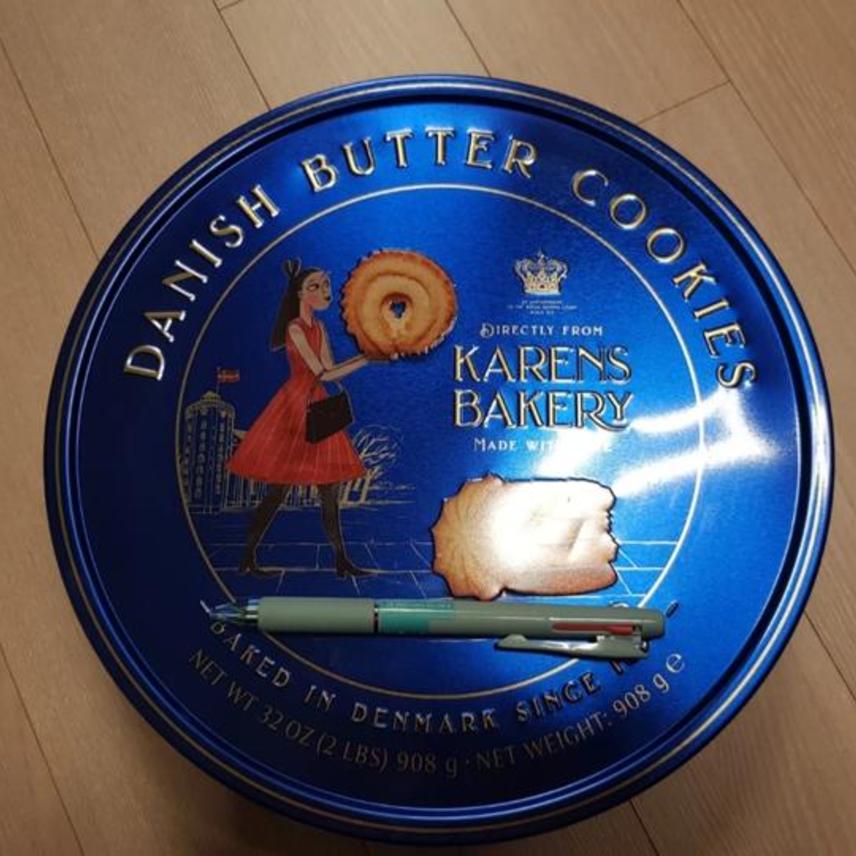 DANISH BUTTER COOKIES
DIRECTLY FROM
KARENS
BAKERY
MADE
BAKED IN DENMARK SINCE
NET WT 32 OZ (2 LBS) 908 g · NET WEIGHT: 908 g e